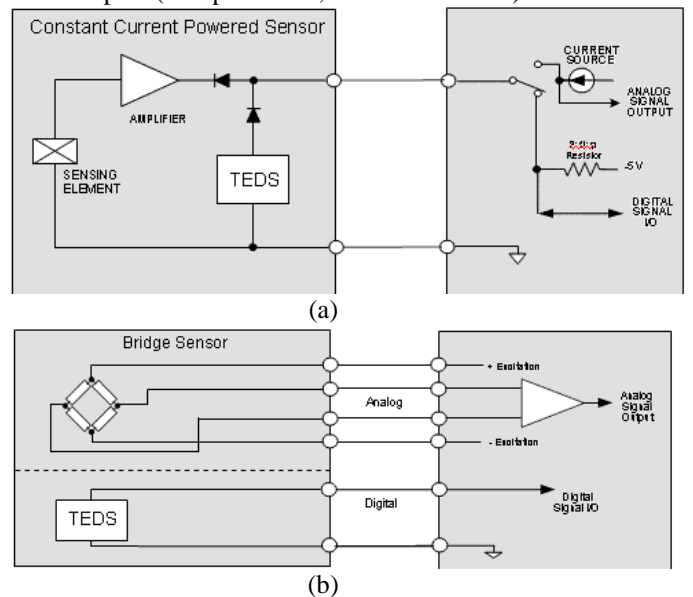 Constant Current Powered Sensor
CURRENT
SOURCE
AMPLIFIER
ANALOG
SIGNAL
OUTPUT
SENSING
ELEMENT
TEDS
Resistor
-5V
DIGITAL
SIGNAL
I/O
(a)
Bridge Sensor
+ Excitation
Analog
Analog
Signal
Output
- Excitation
TEDS
Digital
Digital
Signal I/O
(b)